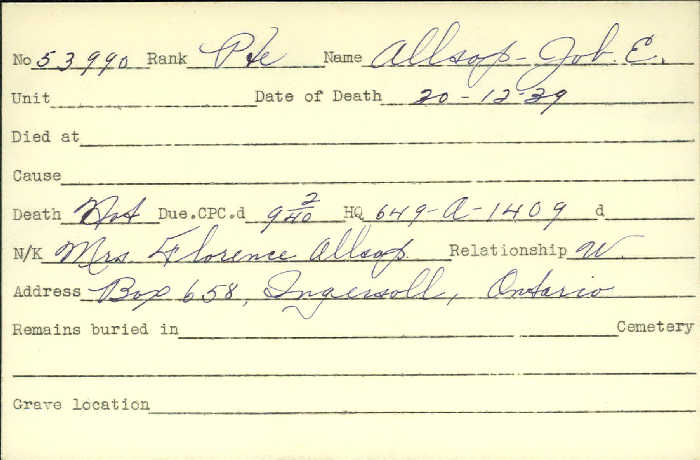 No 53990 Rank Pte Name Allsop - Job. E.
Unit Date of Death 20-12-39
Died at
Cause
Death Not Due.CPC.d 9 2/40 HQ 649-A-1409 d
N/K Mrs. Florence Allsop Relationship W.
Address Box 658, Ingersoll, Ontario
Remains buried in Cemetery
Grave location